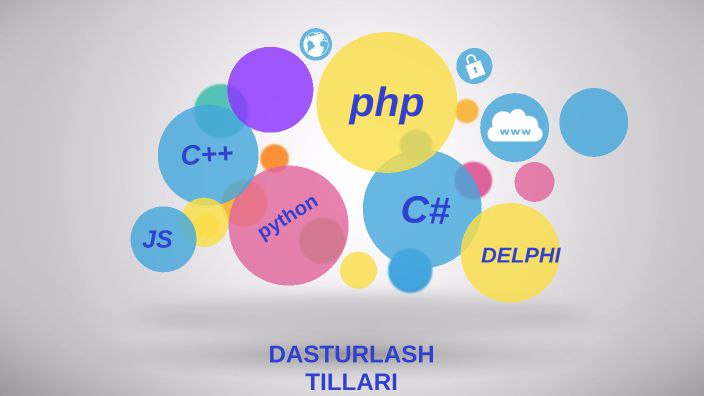 php
www
C++
C#
python
JS
DELPHI
DASTURLASH
TILLARI